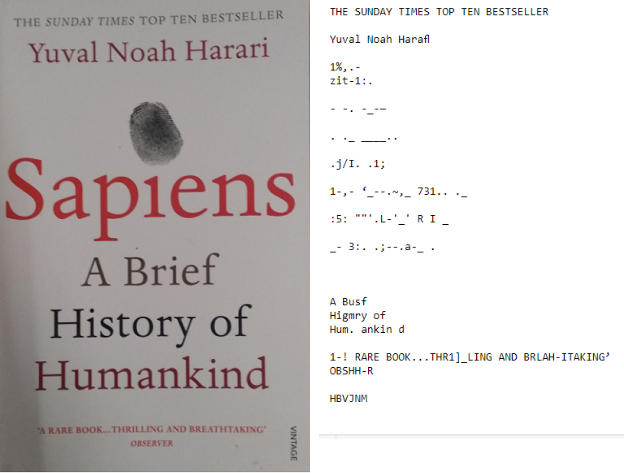 THE SUNDAY TIMES TOP TEN BESTSELLER
Yuval Noah Harari
Sapiens
A Brief
History of
Humankind
'A RARE BOOK...THRILLING AND BREATHTAKING'
OBSERVER
VINTAGE
THE SUNDAY TIMES TOP TEN BESTSELLER
Yuval Noah Harafl
1%,.-
zit-1:.
- -. -_-—
. ._ ____..
.j/I. .1;
1-,- ‘_--.~,_ 731.. ._
:5: ""'.L-'_' R I _
_- 3:. .;--.a-_ .
A Busf
Higmry of
Hum. ankin d
1-! RARE BOOK...THR1]_LING AND BRLAH-ITAKING’
OBSHH-R
HBVJNM